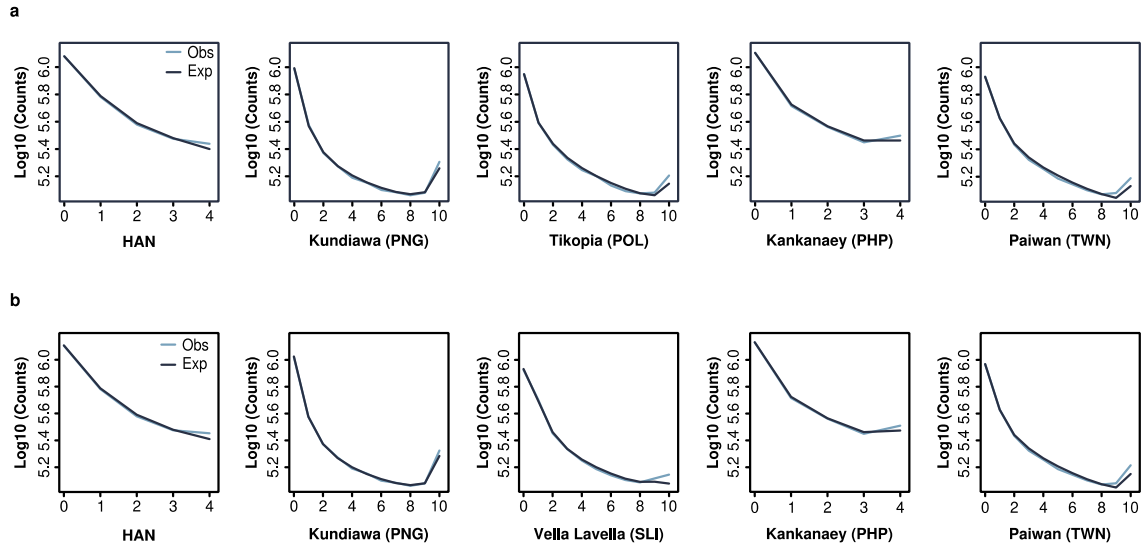 a
Obs
Exp
Log10 (Counts)
6.0
5.8
5.6
5.4
5.2
0 1 2 3 4
HAN
Log10 (Counts)
6.0
5.8
5.6
5.4
5.2
0 2 4 6 8 10
Kundiawa (PNG)
Log10 (Counts)
6.0
5.8
5.6
5.4
5.2
0 2 4 6 8 10
Tikopia (POL)
Log10 (Counts)
6.0
5.8
5.6
5.4
5.2
0 1 2 3 4
Kankanaey (PHP)
Log10 (Counts)
6.0
5.8
5.6
5.4
5.2
0 2 4 6 8 10
Paiwan (TWN)
b
Obs
Exp
Log10 (Counts)
6.0
5.8
5.6
5.4
5.2
0 1 2 3 4
HAN
Log10 (Counts)
6.0
5.8
5.6
5.4
5.2
0 2 4 6 8 10
Kundiawa (PNG)
Log10 (Counts)
6.0
5.8
5.6
5.4
5.2
0 2 4 6 8 10
Vella Lavella (SLI)
Log10 (Counts)
6.0
5.8
5.6
5.4
5.2
0 1 2 3 4
Kankanaey (PHP)
Log10 (Counts)
6.0
5.8
5.6
5.4
5.2
0 2 4 6 8 10
Paiwan (TWN)